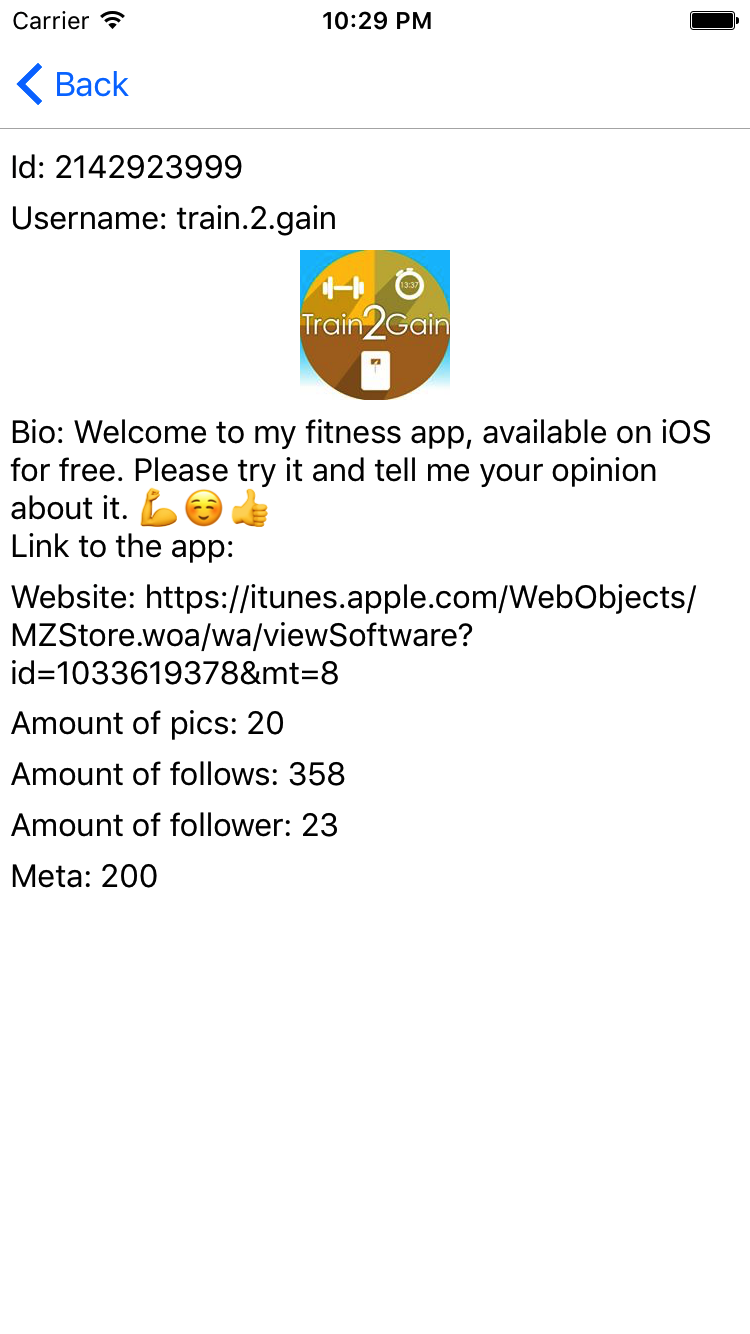 Carrier 10:29 PM
Back
Id: 2142923999
Username: train.2.gain
13:37
Train2Gain
Bio: Welcome to my fitness app, available on iOS
for free. Please try it and tell me your opinion
about it. 💪☺️👍
Link to the app:
Website: https://itunes.apple.com/WebObjects/
MZStore.woa/wa/viewSoftware?
id=1033619378&mt=8
Amount of pics: 20
Amount of follows: 358
Amount of follower: 23
Meta: 200